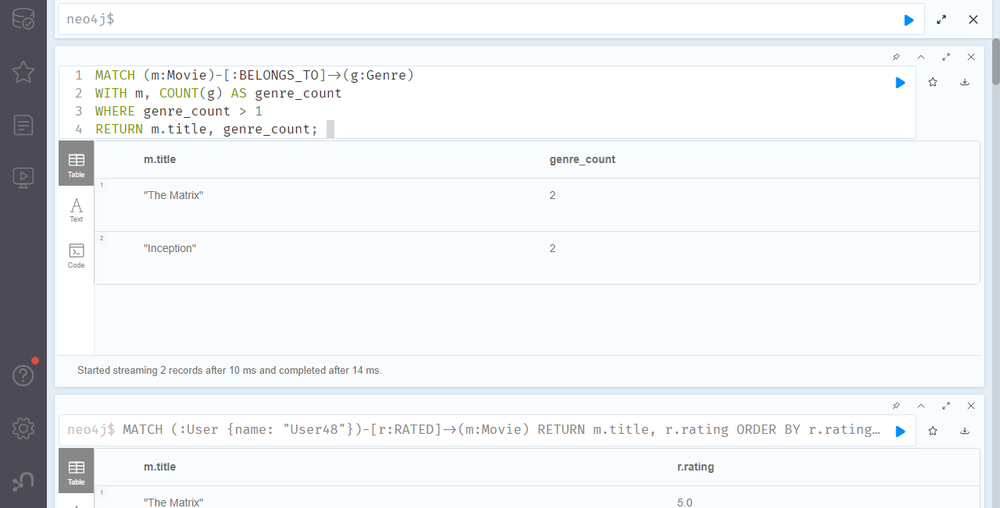 neo4j$
1 MATCH (m:Movie)-[:BELONGS_TO]->(g:Genre)
2 WITH m, COUNT(g) AS genre_count
3 WHERE genre_count > 1
4 RETURN m.title, genre_count;
Table
Text
Code
m.title genre_count
1 "The Matrix" 2
2 "Inception" 2
Started streaming 2 records after 10 ms and completed after 14 ms.
neo4j$ MATCH (:User {name: "User48"})-[r:RATED]->(m:Movie) RETURN m.title, r.rating ORDER BY r.rating…
Table
m.title r.rating
1 "The Matrix" 5.0